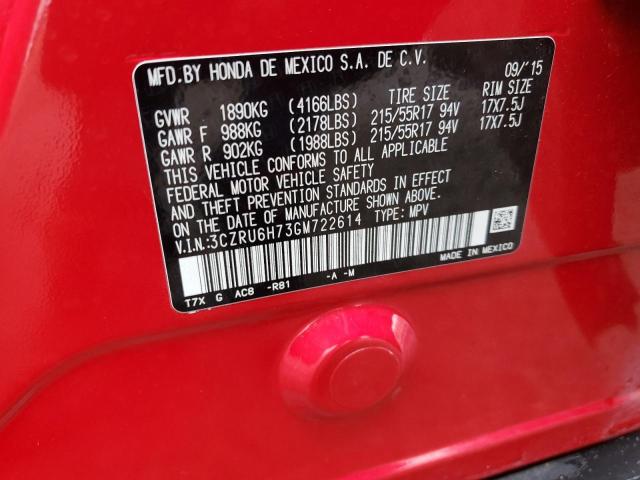 MFD.BY HONDA DE MEXICO S.A. DE C.V. 09/'15
GVWR 1890KG (4166LBS) TIRE SIZE RIM SIZE
GAWR F 988KG (2178LBS) 215/55R17 94V 17X7.5J
GAWR R 902KG (1988LBS) 215/55R17 94V 17X7.5J
THIS VEHICLE CONFORMS TO ALL APPLICABLE
FEDERAL MOTOR VEHICLE SAFETY
AND THEFT PREVENTION STANDARDS IN EFFECT
ON THE DATE OF MANUFACTURE SHOWN ABOVE.
V.I.N.:3CZRU6H73GM722614 TYPE: MPV
MADE IN MEXICO
T7X G AC8 -R81 -A -M